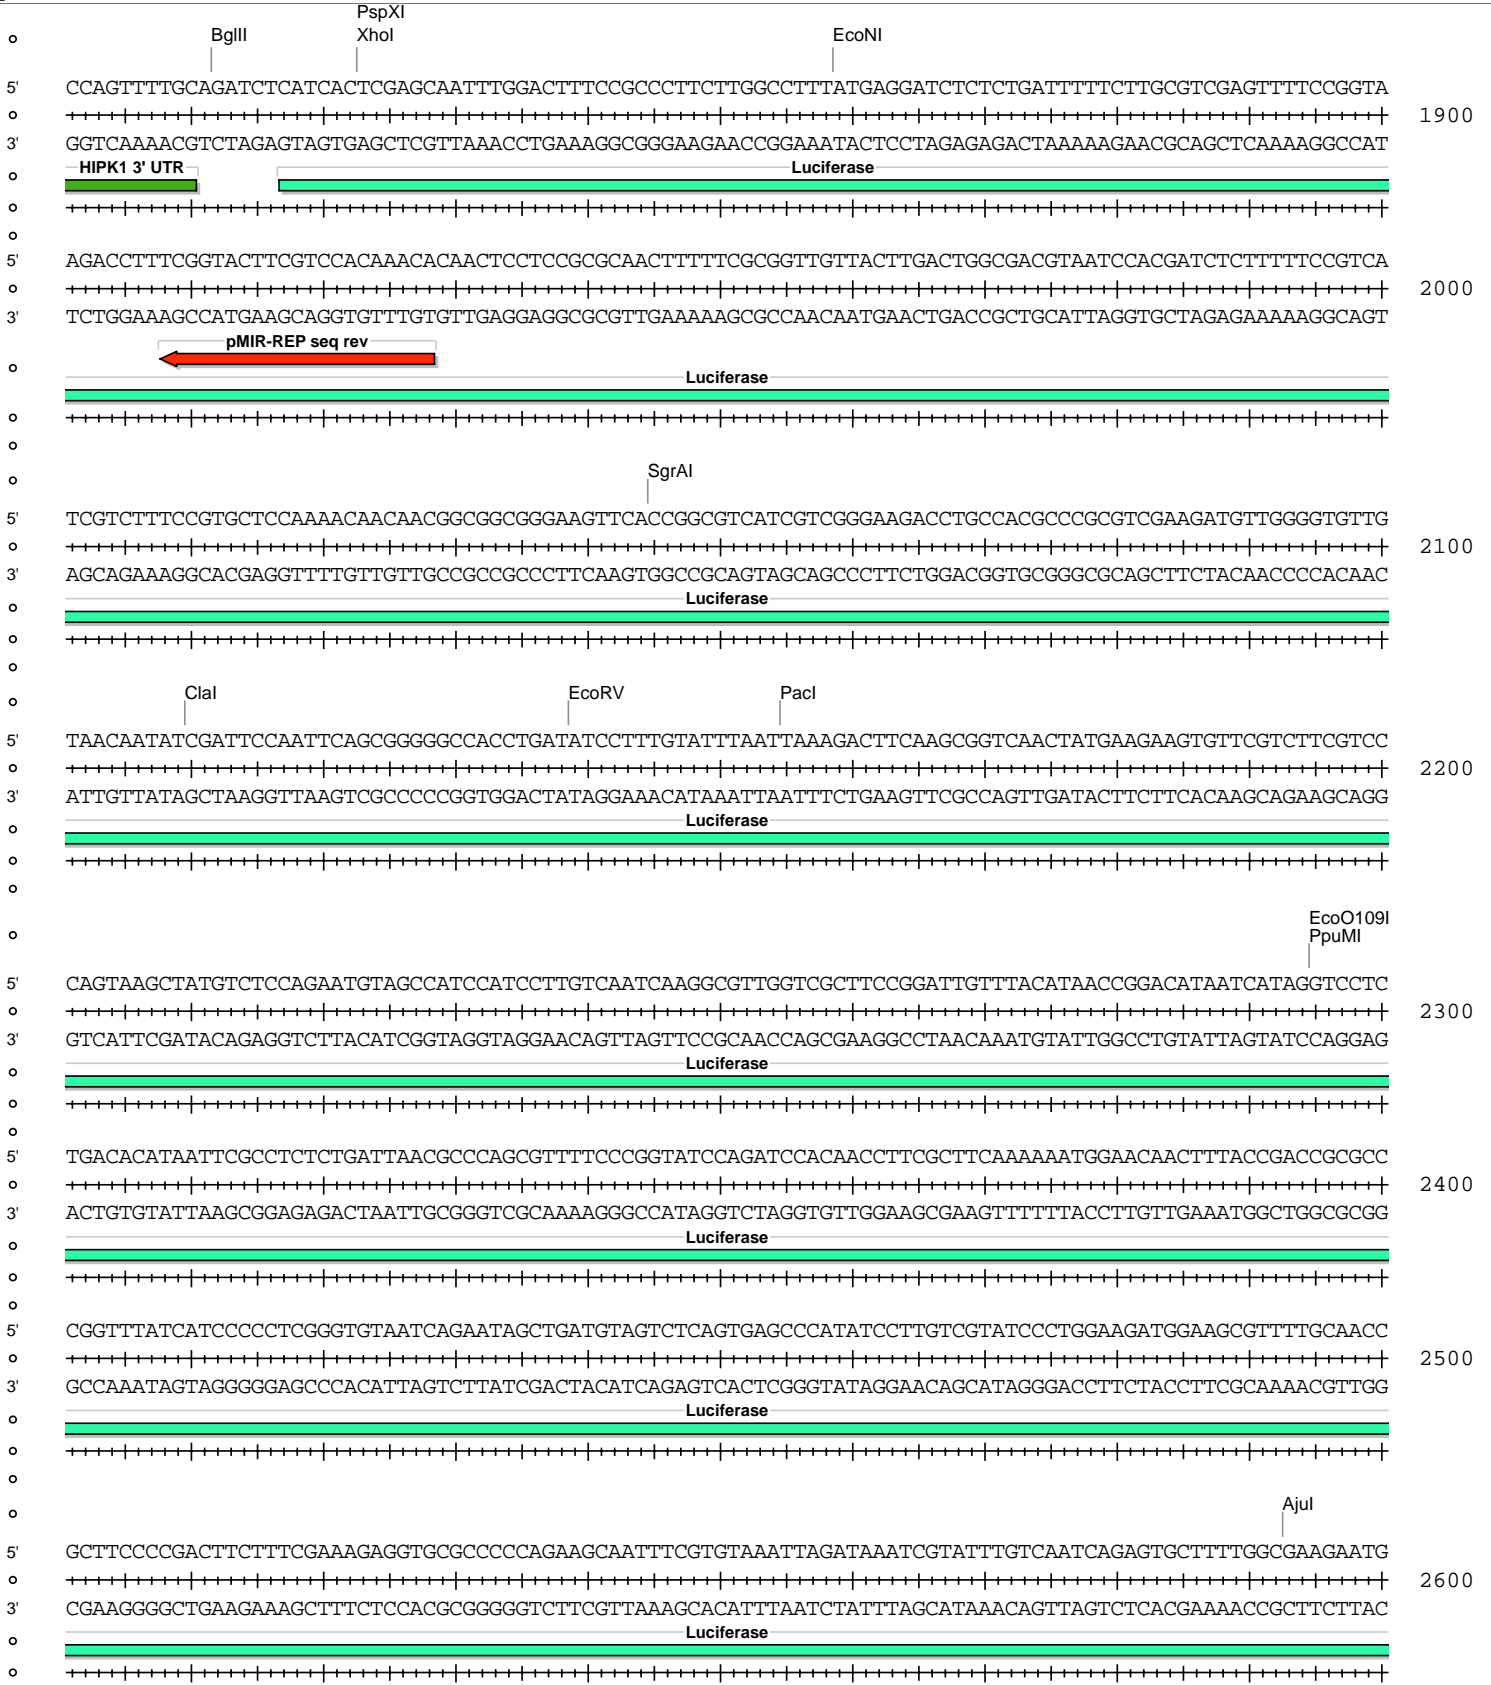 PspXI
BglII XhoI EcoNI
5' CCAGTTTTGCAGATCTCATCACTCGAGCAATTTGGACTTTCCGCCCTTCTTGGCCTTTATGAGGATCTCTCTGATTTTTCTTGCGTCGAGTTTTCCGGTA
1900
3' GGTCAAAACGTCTAGAGTAGTGAGCTCGTTAAACCTGAAAGGCGGGAAGAACCGGAAATACTCCTAGAGAGACTAAAAAGAACGCAGCTCAAAAGGCCAT
HIPK1 3' UTR Luciferase
5' AGACCTTTCGGTACTTCGTCCACAAACACAACTCCTCCGCGCAACTTTTTCGCGGTTGTTACTTGACTGGCGACGTAATCCACGATCTCTTTTTCCGTCA
2000
3' TCTGGAAAGCCATGAAGCAGGTGTTTGTGTTGAGGAGGCGCGTTGAAAAAGCGCCAACAATGAACTGACCGCTGCATTAGGTGCTAGAGAAAAAGGCAGT
pMIR-REP seq rev
Luciferase
SgrAI
5' TCGTCTTTCCGTGCTCCAAAACAACAACGGCGGCGGGAAGTTCACCGGCGTCATCGTCGGGAAGACCTGCCACGCCCGCGTCGAAGATGTTGGGGTGTTG
2100
3' AGCAGAAAGGCACGAGGTTTTGTTGTTGCCGCCGCCCTTCAAGTGGCCGCAGTAGCAGCCCTTCTGGACGGTGCGGGCGCAGCTTCTACAACCCCACAAC
Luciferase
ClaI EcoRV PacI
5' TAACAATATCGATTCCAATTCAGCGGGGGCCACCTGATATCCTTTGTATTTAATTAAAGACTTCAAGCGGTCAACTATGAAGAAGTGTTCGTCTTCGTCC
2200
3' ATTGTTATAGCTAAGGTTAAGTCGCCCCCGGTGGACTATAGGAAACATAAATTAATTTCTGAAGTTCGCCAGTTGATACTTCTTCACAAGCAGAAGCAGG
Luciferase
EcoO109I
PpuMI
5' CAGTAAGCTATGTCTCCAGAATGTAGCCATCCATCCTTGTCAATCAAGGCGTTGGTCGCTTCCGGATTGTTTACATAACCGGACATAATCATAGGTCCTC
2300
3' GTCATTCGATACAGAGGTCTTACATCGGTAGGTAGGAACAGTTAGTTCCGCAACCAGCGAAGGCCTAACAAATGTATTGGCCTGTATTAGTATCCAGGAG
Luciferase
5' TGACACATAATTCGCCTCTCTGATTAACGCCCAGCGTTTTCCCGGTATCCAGATCCACAACCTTCGCTTCAAAAAATGGAACAACTTTACCGACCGCGCC
2400
3' ACTGTGTATTAAGCGGAGAGACTAATTGCGGGTCGCAAAAGGGCCATAGGTCTAGGTGTTGGAAGCGAAGTTTTTTACCTTGTTGAAATGGCTGGCGCGG
Luciferase
5' CGGTTTATCATCCCCCTCGGGTGTAATCAGAATAGCTGATGTAGTCTCAGTGAGCCCATATCCTTGTCGTATCCCTGGAAGATGGAAGCGTTTTGCAACC
2500
3' GCCAAATAGTAGGGGGAGCCCACATTAGTCTTATCGACTACATCAGAGTCACTCGGGTATAGGAACAGCATAGGGACCTTCTACCTTCGCAAAACGTTGG
Luciferase
AjuI
5' GCTTCCCCGACTTCTTTCGAAAGAGGTGCGCCCCCAGAAGCAATTTCGTGTAAATTAGATAAATCGTATTTGTCAATCAGAGTGCTTTTGGCGAAGAATG
2600
3' CGAAGGGGCTGAAGAAAGCTTTCTCCACGCGGGGGTCTTCGTTAAAGCACATTTAATCTATTTAGCATAAACAGTTAGTCTCACGAAAACCGCTTCTTAC
Luciferase